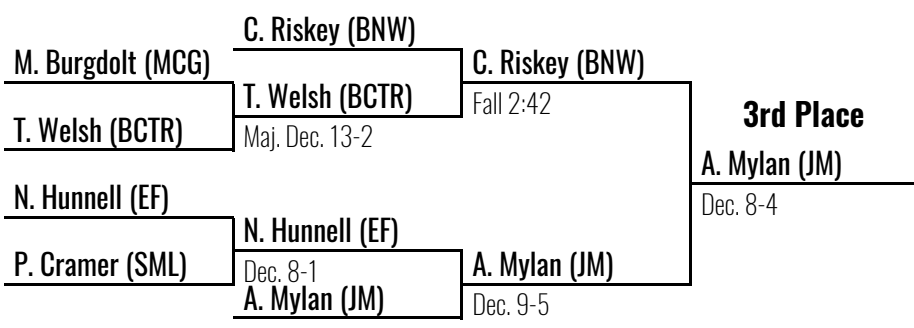 C. Riskey (BNW)
M. Burgdolt (MCG)
C. Riskey (BNW)
T. Welsh (BCTR)
Fall 2:42
T. Welsh (BCTR)
Maj. Dec. 13-2
3rd Place
A. Mylan (JM)
Dec. 8-4
N. Hunnell (EF)
N. Hunnell (EF)
P. Cramer (SML)
Dec. 8-1
A. Mylan (JM)
A. Mylan (JM)
Dec. 9-5